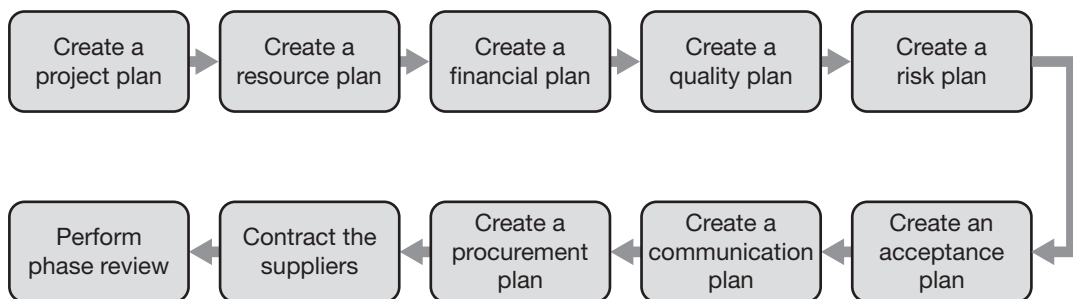 Create a
project plan
Create a
resource plan
Create a
financial plan
Create a
quality plan
Create a
risk plan
Create an
acceptance
plan
Create a
communication
plan
Create a
procurement
plan
Contract the
suppliers
Perform
phase review